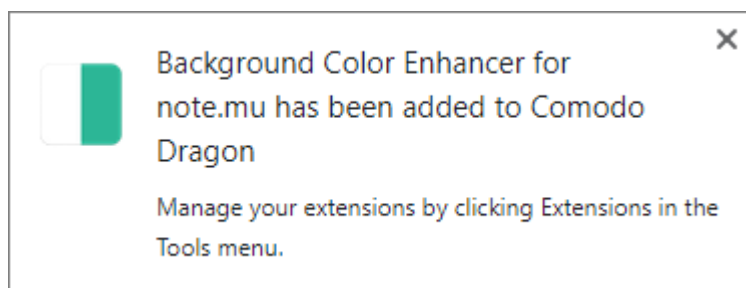 Background Color Enhancer for
note.mu has been added to Comodo
Dragon
Manage your extensions by clicking Extensions in the
Tools menu.